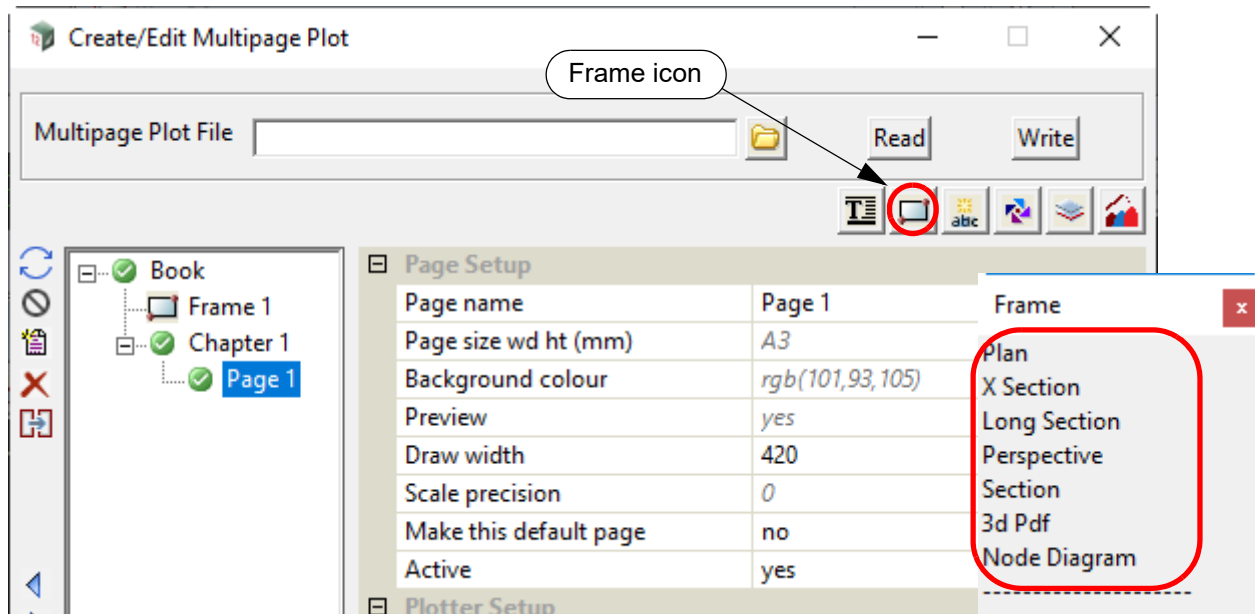 Create/Edit Multipage Plot
Frame icon
Multipage Plot File
Read
Write
T
abc
Book
Frame 1
Chapter 1
Page 1
Page Setup
Page name Page 1
Page size wd ht (mm) A3
Background colour rgb(101,93,105)
Preview yes
Draw width 420
Scale precision 0
Make this default page no
Active yes
Plotter Setup
Frame
x
Plan
X Section
Long Section
Perspective
Section
3d Pdf
Node Diagram
----------------------